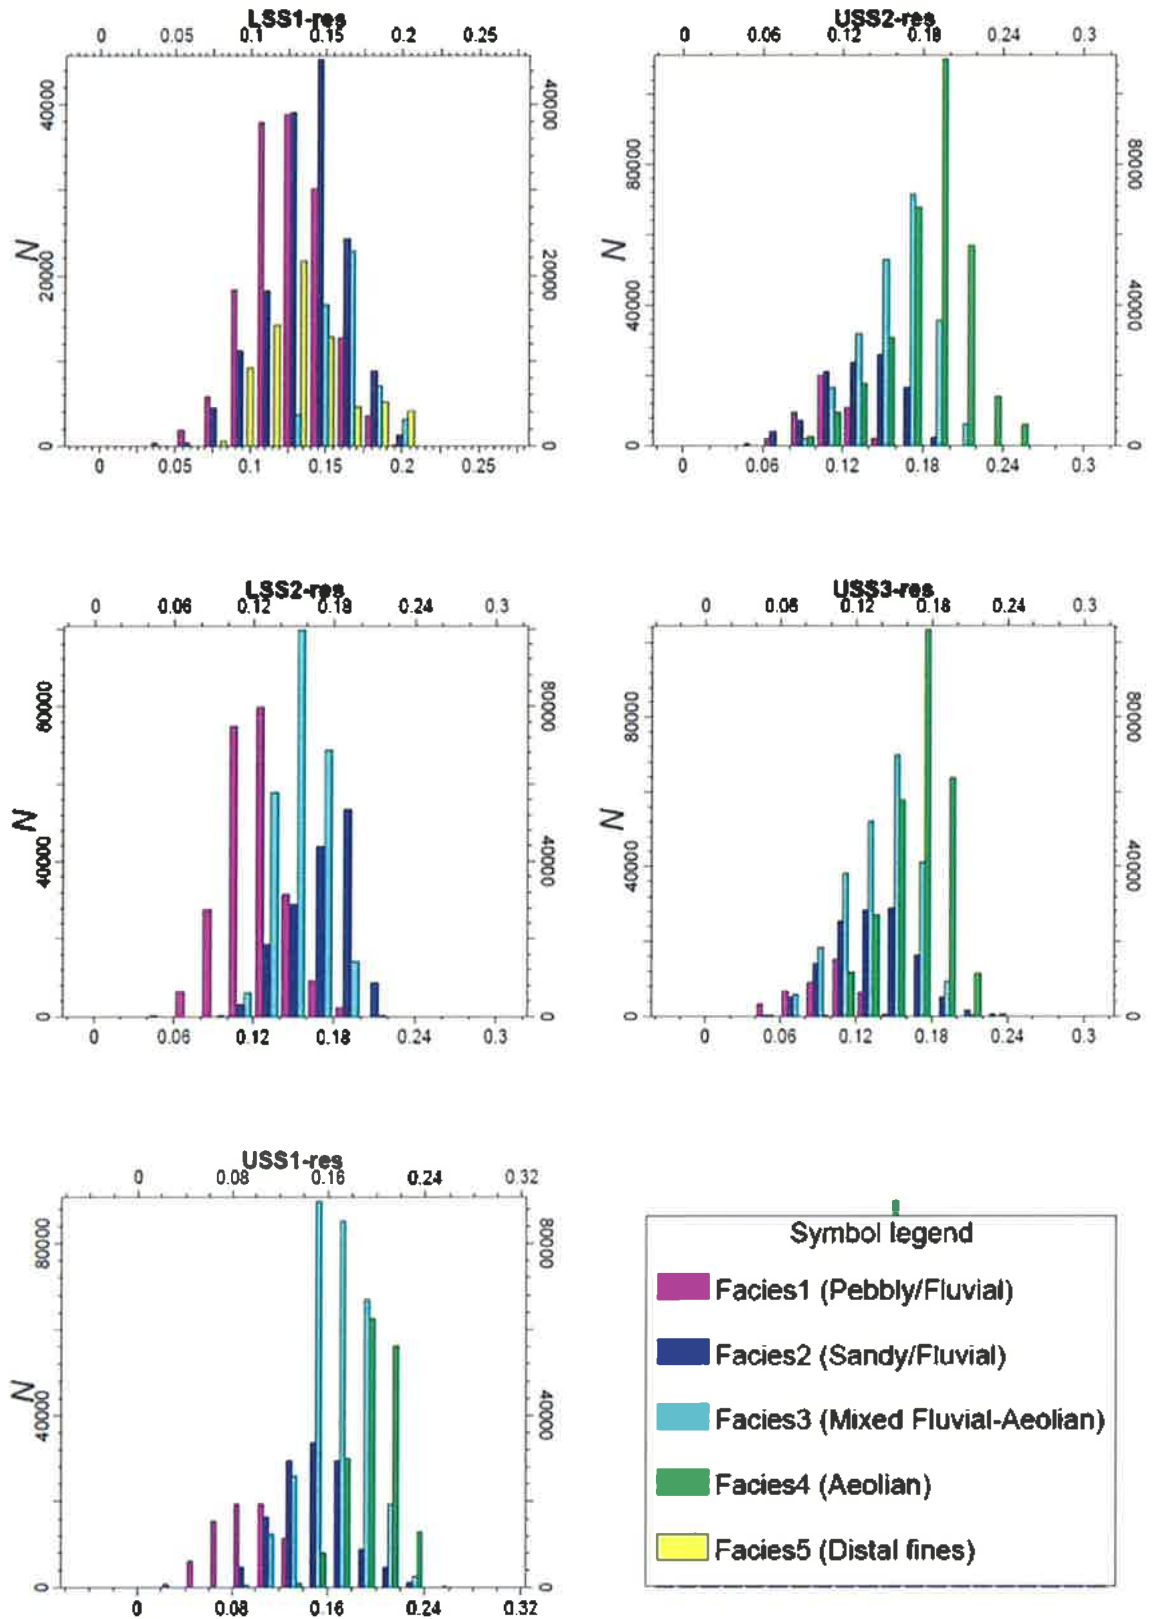 LSS1-res
0 0.05 0.1 0.15 0.2 0.25
40000
20000
0
N
40000
20000
0
0 0.05 0.1 0.15 0.2 0.25
USS2-res
0 0.06 0.12 0.18 0.24 0.3
80000
40000
0
N
80000
40000
0
0 0.06 0.12 0.18 0.24 0.3
LSS2-res
0 0.06 0.12 0.18 0.24 0.3
80000
40000
0
N
80000
40000
0
0 0.06 0.12 0.18 0.24 0.3
USS3-res
0 0.06 0.12 0.18 0.24 0.3
80000
40000
0
N
80000
40000
0
0 0.06 0.12 0.18 0.24 0.3
USS1-res
0 0.08 0.16 0.24 0.32
80000
40000
0
N
80000
40000
0
0 0.08 0.16 0.24 0.32
Symbol legend
Facies1 (Pebbly/Fluvial)
Facies2 (Sandy/Fluvial)
Facies3 (Mixed Fluvial-Aeolian)
Facies4 (Aeolian)
Facies5 (Distal fines)